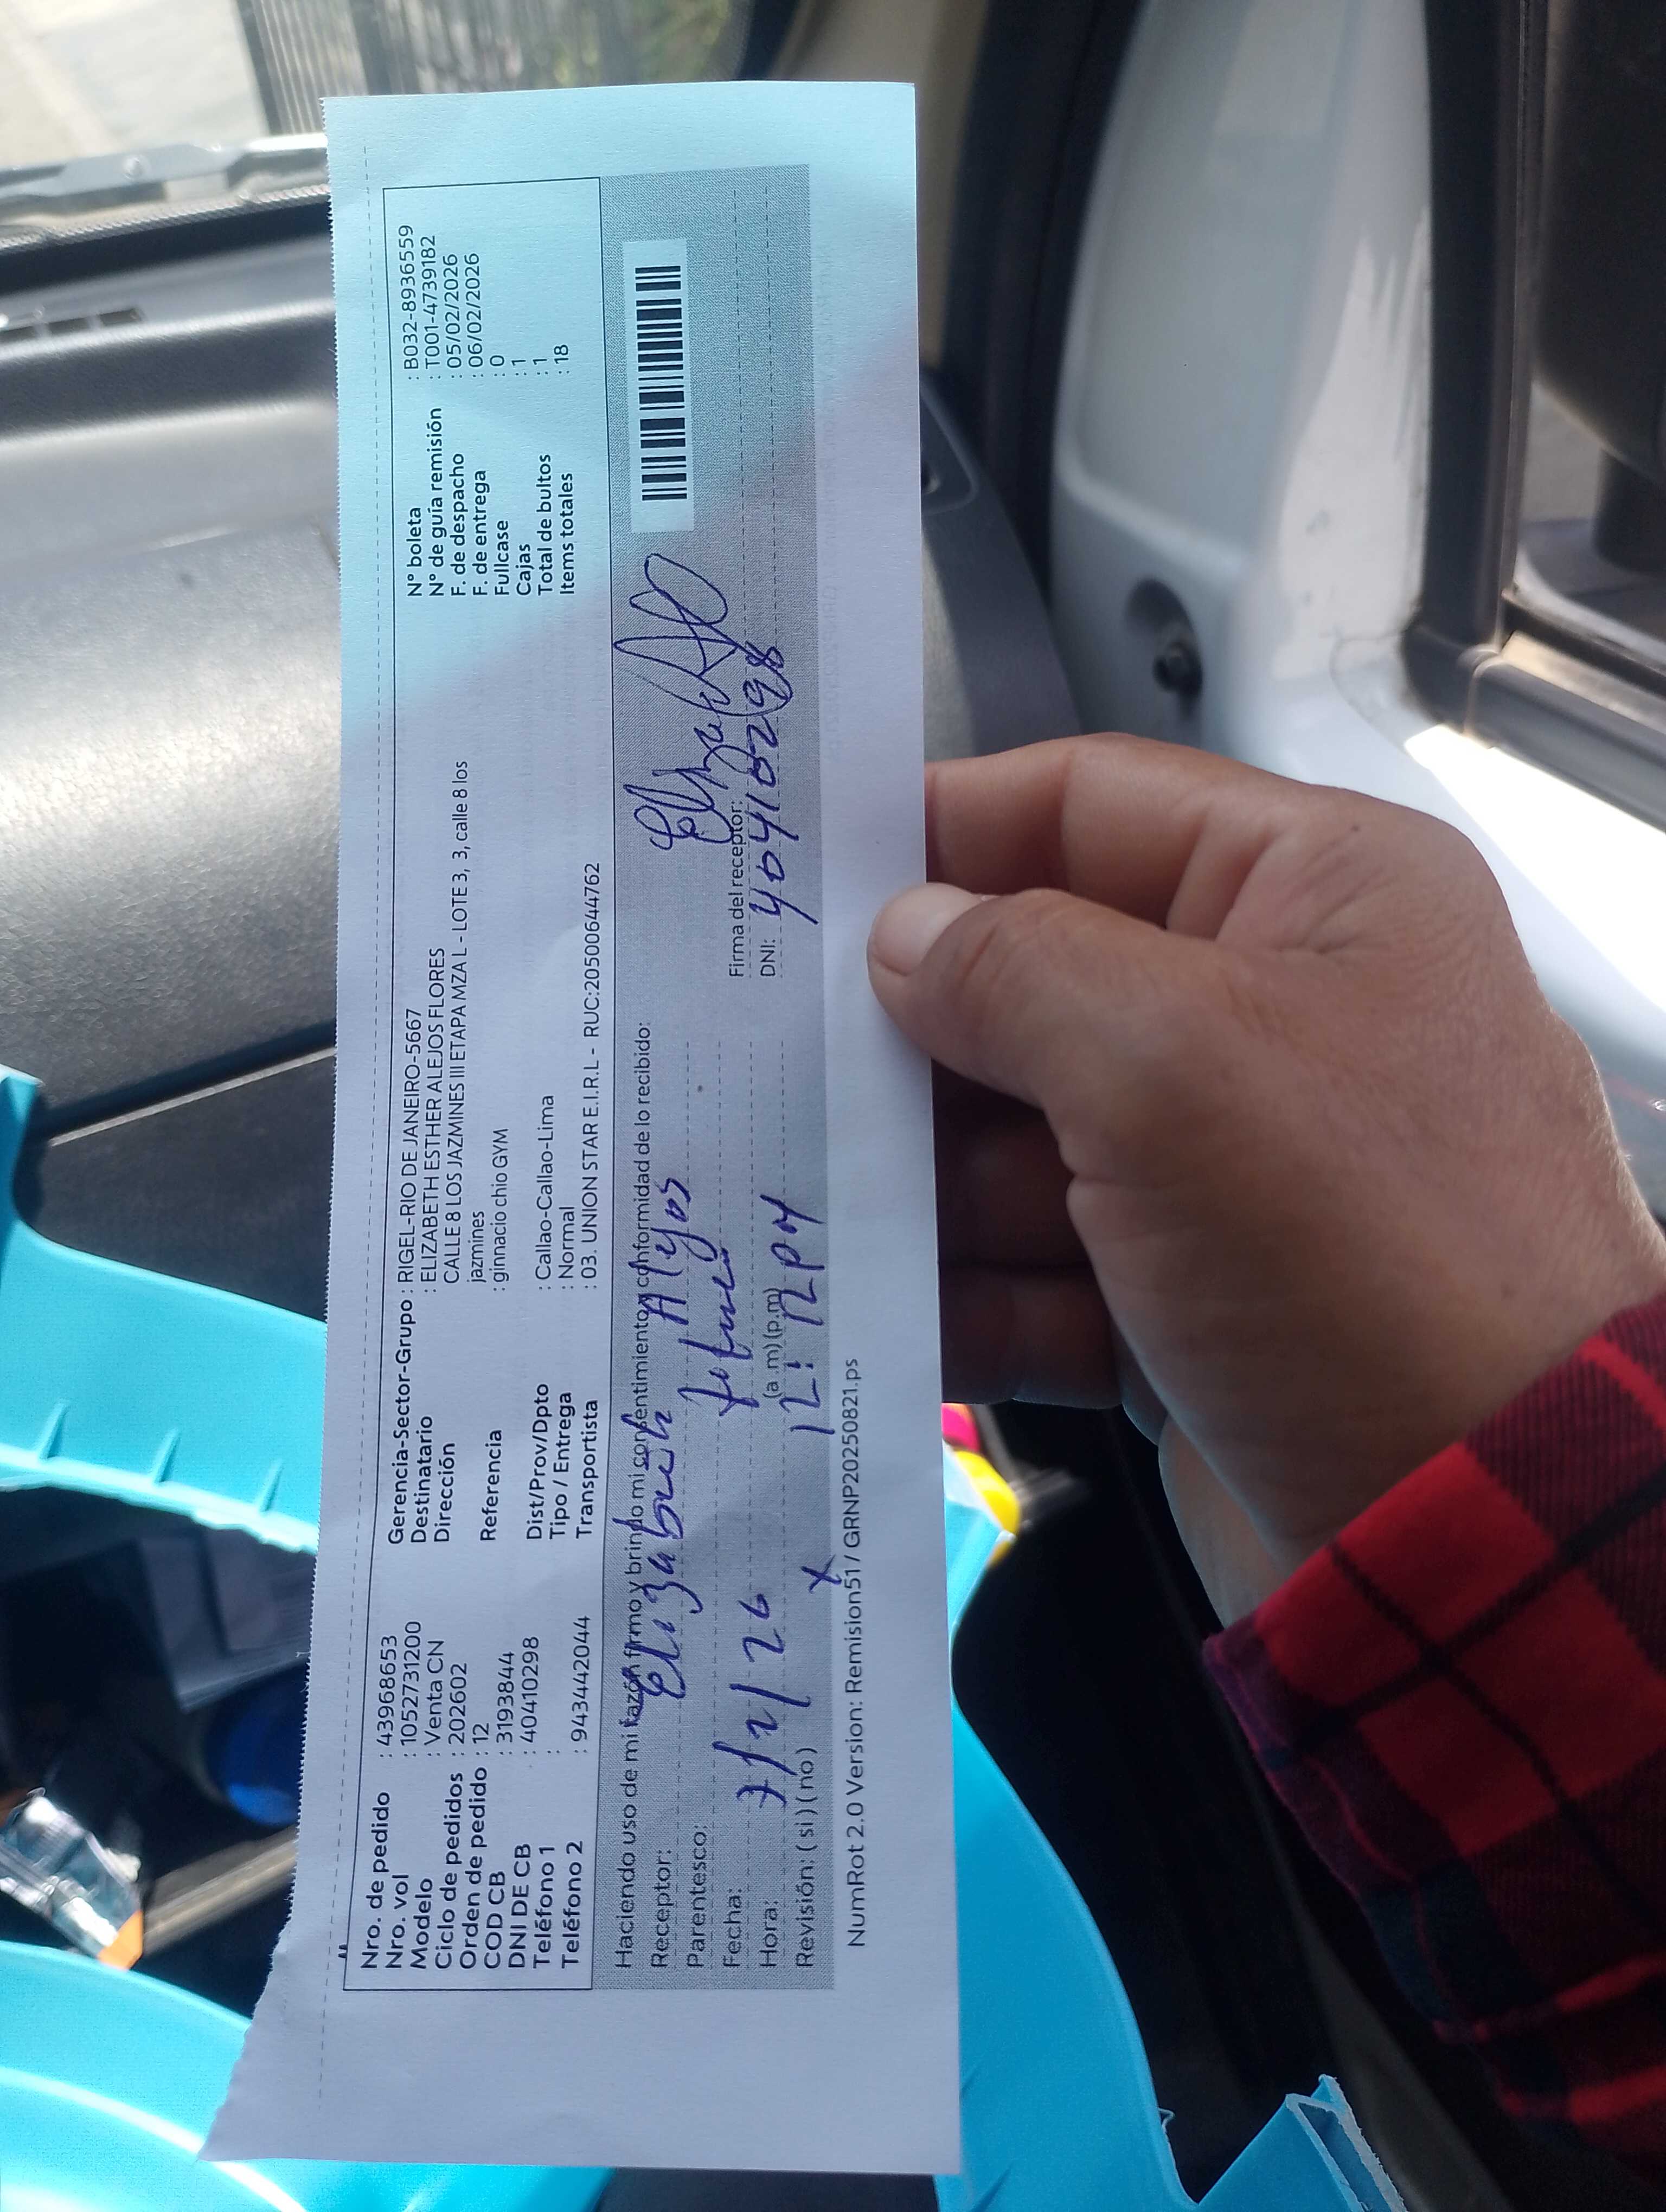 Nro. de pedido : 43968653
Nro. vol : 1052731200
Modelo : Venta CN
Ciclo de pedidos : 202602
Orden de pedido : 12
COD CB : 31938844
DNI DE CB : 40410298
Teléfono 1 :
Teléfono 2 : 943442044
Gerencia-Sector-Grupo : RIGEL-RIO DE JANEIRO-5667
Destinatario : ELIZABETH ESTHER ALEJOS FLORES
Dirección CALLE 8 LOS JAZMINES III ETAPA MZA L - LOTE 3, 3, calle 8 los
jazmines
Referencia : ginnacio chio GYM
Dist/Prov/Dpto : Callao-Callao-Lima
Tipo / Entrega : Normal
Transportista : 03. UNION STAR E.I.R.L - RUC:20500644762
N° boleta : B032-8936559
N° de guía remisión : T001-4739182
F. de despacho : 05/02/2026
F. de entrega : 06/02/2026
Fullcase : 0
Cajas : 1
Total de bultos : 1
Items totales : 18
Haciendo uso de mi razón firmo y brindo mi consentimiento y conformidad de lo recibido:
Receptor: Elizabeth Alejos
Parentesco:
Fecha: 7/2/26
Hora: (a.m) (p.m) 12:12 PM
Revisión: ( si ) ( no ) x
Firma del receptor:
DNI: 40410298
NumRot 2.0 Version: Remision51 / GRNP20250821.ps